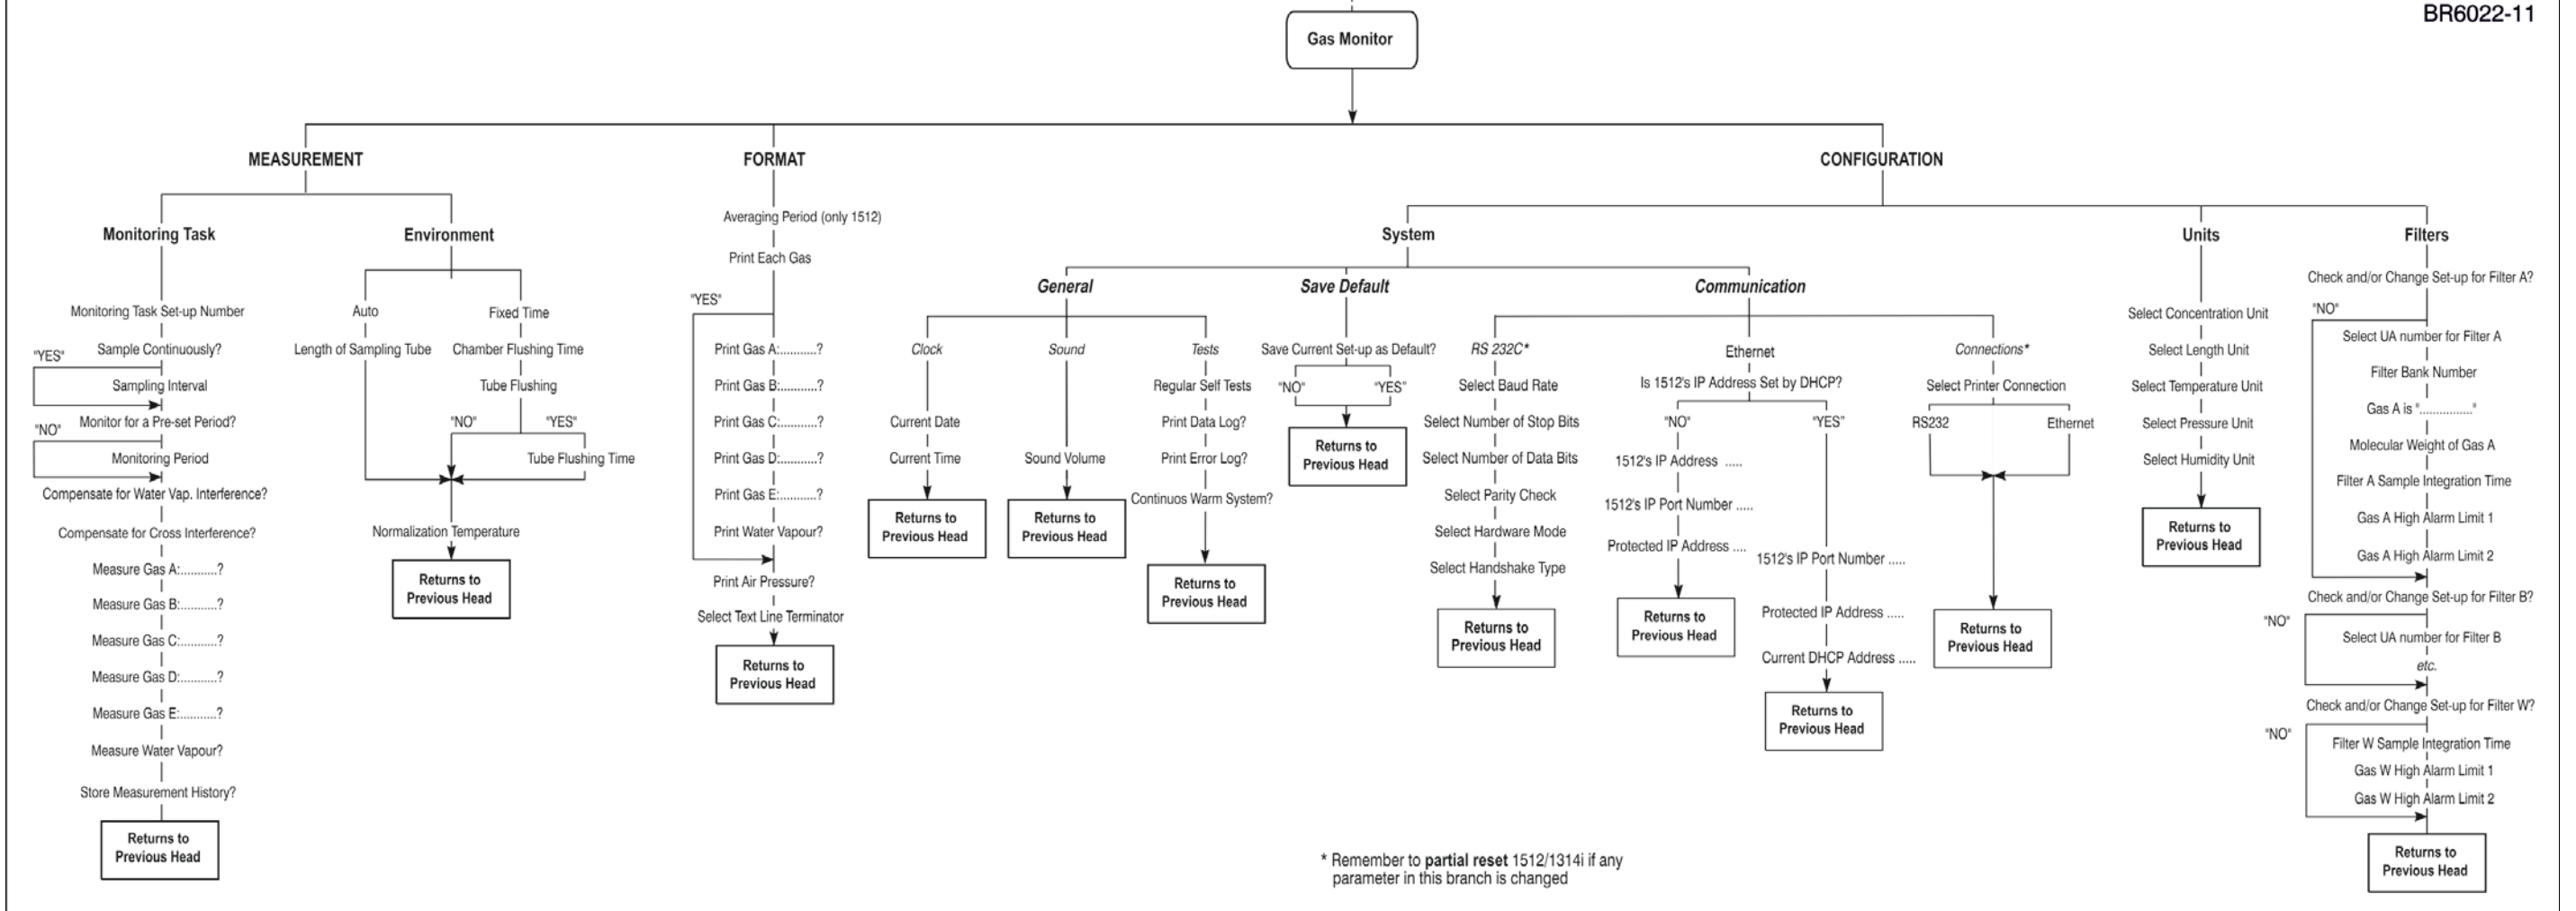 BR6022-11
Gas Monitor
MEASUREMENT
FORMAT
CONFIGURATION
Monitoring Task
Monitoring Task Set-up Number
Sample Continuously?
"YES"
Sampling Interval
Monitor for a Pre-set Period?
"NO"
Monitoring Period
Compensate for Water Vap. Interference?
Compensate for Cross Interference?
Measure Gas A:..........?
Measure Gas B:..........?
Measure Gas C:..........?
Measure Gas D:..........?
Measure Gas E:..........?
Measure Water Vapour?
Store Measurement History?
Returns to
Previous Head
Environment
Auto
Length of Sampling Tube
Fixed Time
Chamber Flushing Time
Tube Flushing
"NO"
"YES"
Tube Flushing Time
Normalization Temperature
Returns to
Previous Head
Averaging Period (only 1512)
Print Each Gas
"YES"
Print Gas A:..........?
Print Gas B:..........?
Print Gas C:..........?
Print Gas D:..........?
Print Gas E:..........?
Print Water Vapour?
Print Air Pressure?
Select Text Line Terminator
Returns to
Previous Head
System
General
Clock
Current Date
Current Time
Returns to
Previous Head
Sound
Sound Volume
Returns to
Previous Head
Tests
Regular Self Tests
Print Data Log?
Print Error Log?
Continuos Warm System?
Returns to
Previous Head
Save Default
Save Current Set-up as Default?
"NO"
"YES"
Returns to
Previous Head
Communication
RS 232C*
Select Baud Rate
Select Number of Stop Bits
Select Number of Data Bits
Select Parity Check
Select Hardware Mode
Select Handshake Type
Returns to
Previous Head
Ethernet
Is 1512's IP Address Set by DHCP?
"NO"
1512's IP Address .....
1512's IP Port Number .....
Protected IP Address ....
Returns to
Previous Head
"YES"
1512's IP Port Number .....
Protected IP Address .....
Current DHCP Address .....
Returns to
Previous Head
Connections*
Select Printer Connection
RS232
Ethernet
Returns to
Previous Head
Units
Select Concentration Unit
Select Length Unit
Select Temperature Unit
Select Pressure Unit
Select Humidity Unit
Returns to
Previous Head
Filters
Check and/or Change Set-up for Filter A?
"NO"
Select UA number for Filter A
Filter Bank Number
Gas A is "..............."
Molecular Weight of Gas A
Filter A Sample Integration Time
Gas A High Alarm Limit 1
Gas A High Alarm Limit 2
Check and/or Change Set-up for Filter B?
"NO"
Select UA number for Filter B
etc.
Check and/or Change Set-up for Filter W?
"NO"
Filter W Sample Integration Time
Gas W High Alarm Limit 1
Gas W High Alarm Limit 2
Returns to
Previous Head
* Remember to partial reset 1512/1314i if any
parameter in this branch is changed